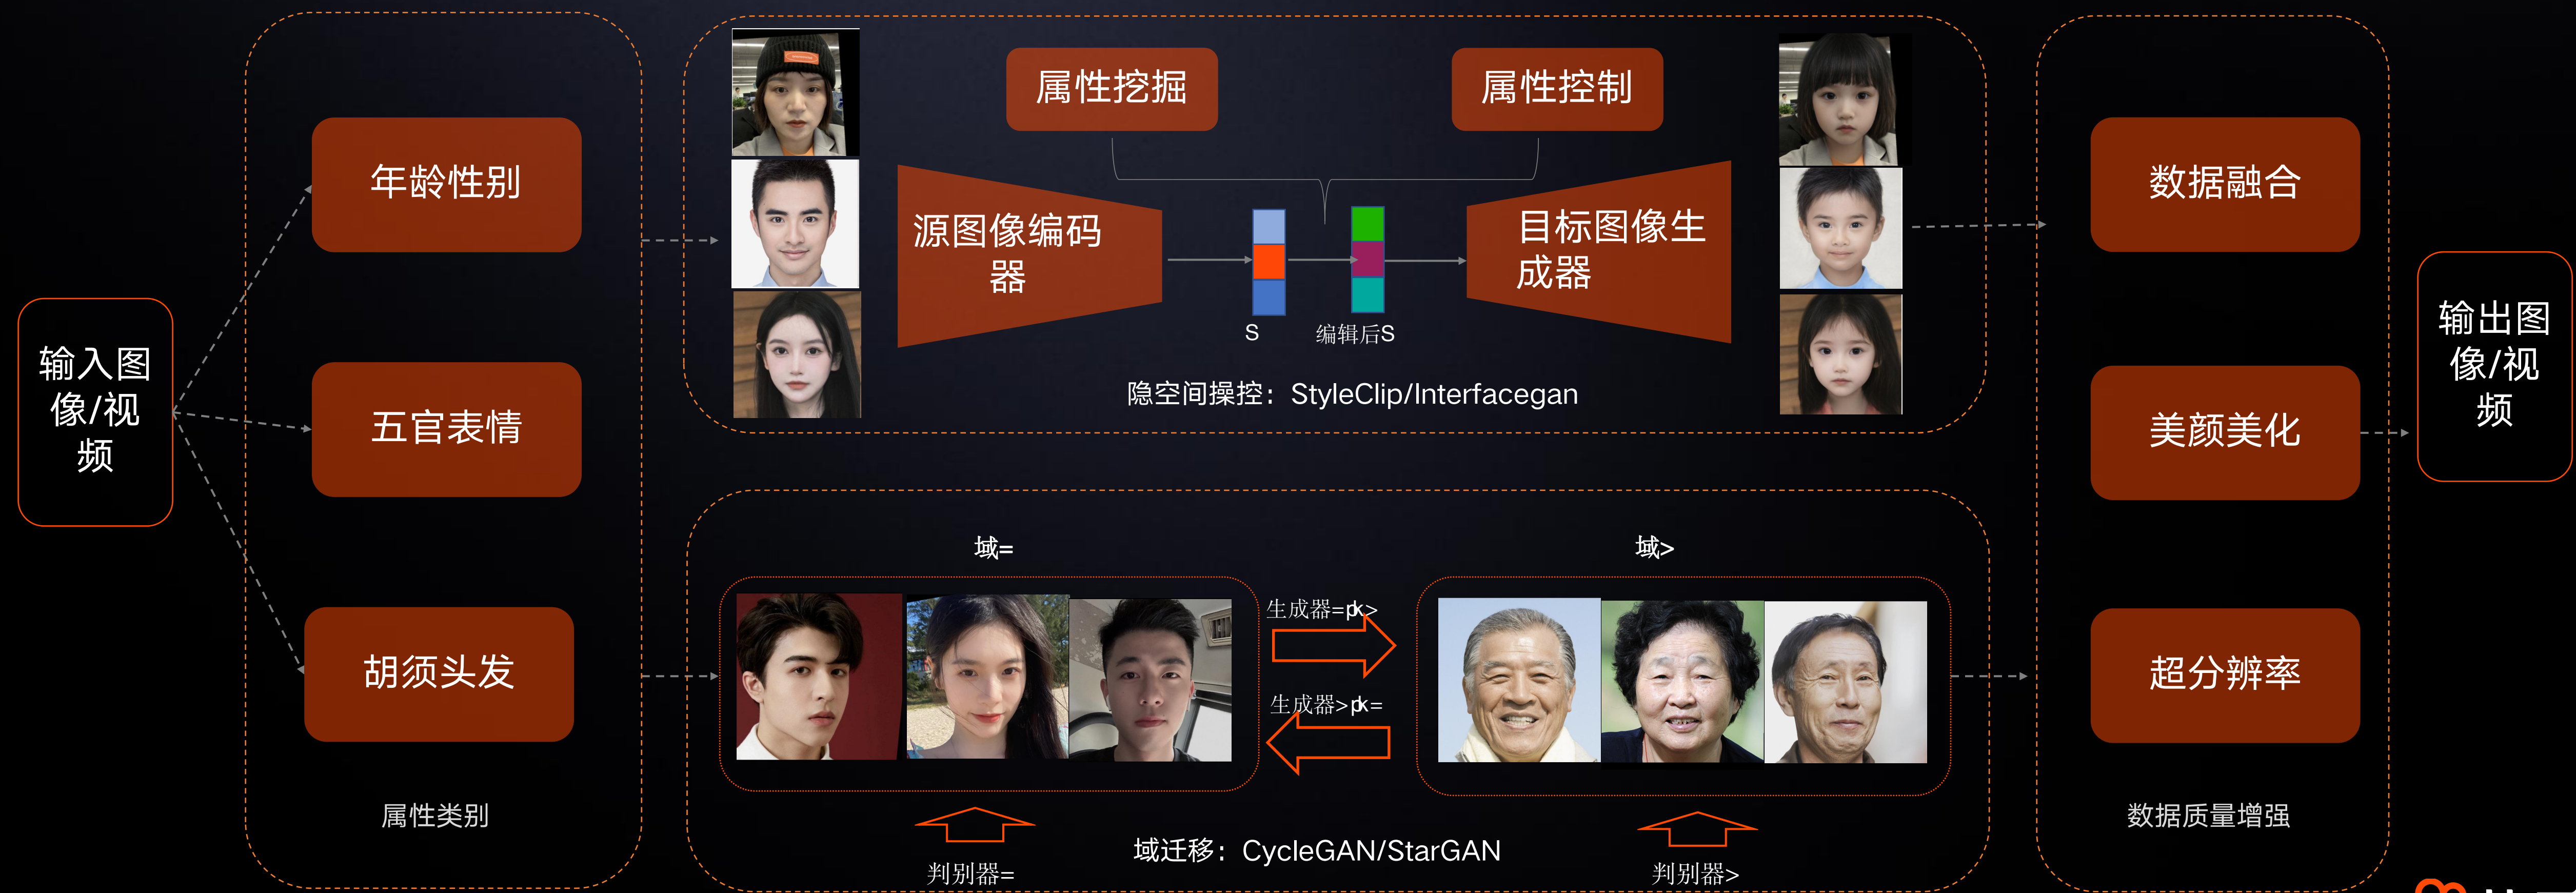 输入图
像/视
频
年龄性别
五官表情
胡须头发
属性类别
属性挖掘
属性控制
源图像编码
器
目标图像生
成器
S
编辑后S
隐空间操控：StyleClip/Interfacegan
域=
域>
生成器=pk>
生成器>pk=
判别器=
域迁移：CycleGAN/StarGAN
判别器>
数据融合
美颜美化
超分辨率
数据质量增强
输出图
像/视
频